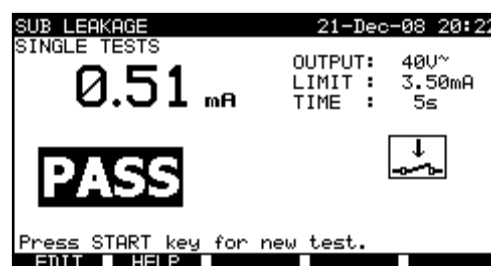 SUB LEAKAGE 21-Dec-08 20:22
SINGLE TESTS
OUTPUT: 40V~
0.51 mA LIMIT : 3.50mA
TIME : 5s
PASS
Press START key for new test.
EDIT HELP